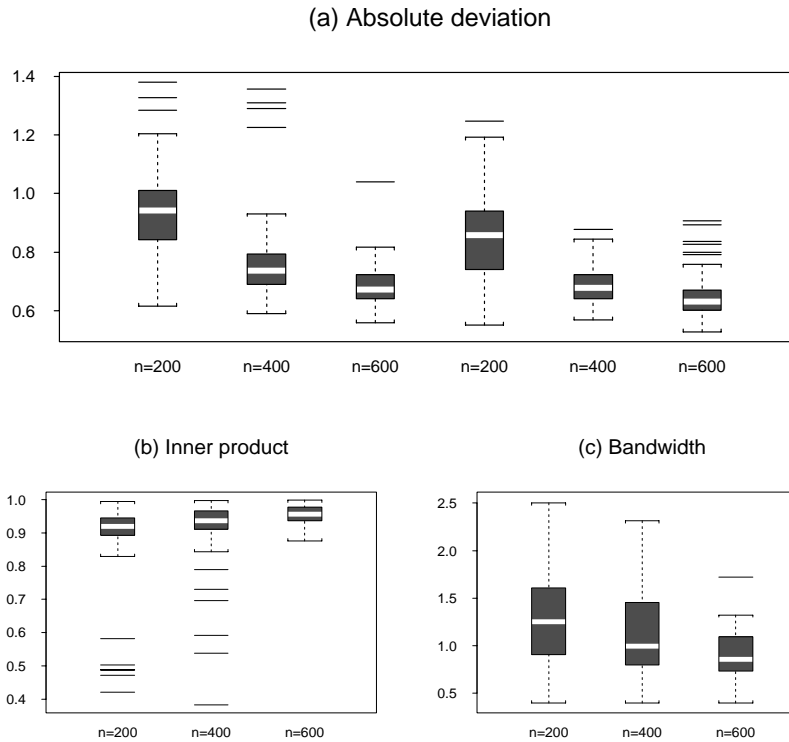 (a) Absolute deviation
1.4
1.2
1.0
0.8
0.6
n=200 n=400 n=600 n=200 n=400 n=600
(b) Inner product
1.0
0.9
0.8
0.7
0.6
0.5
0.4
n=200 n=400 n=600
(c) Bandwidth
2.5
2.0
1.5
1.0
0.5
n=200 n=400 n=600